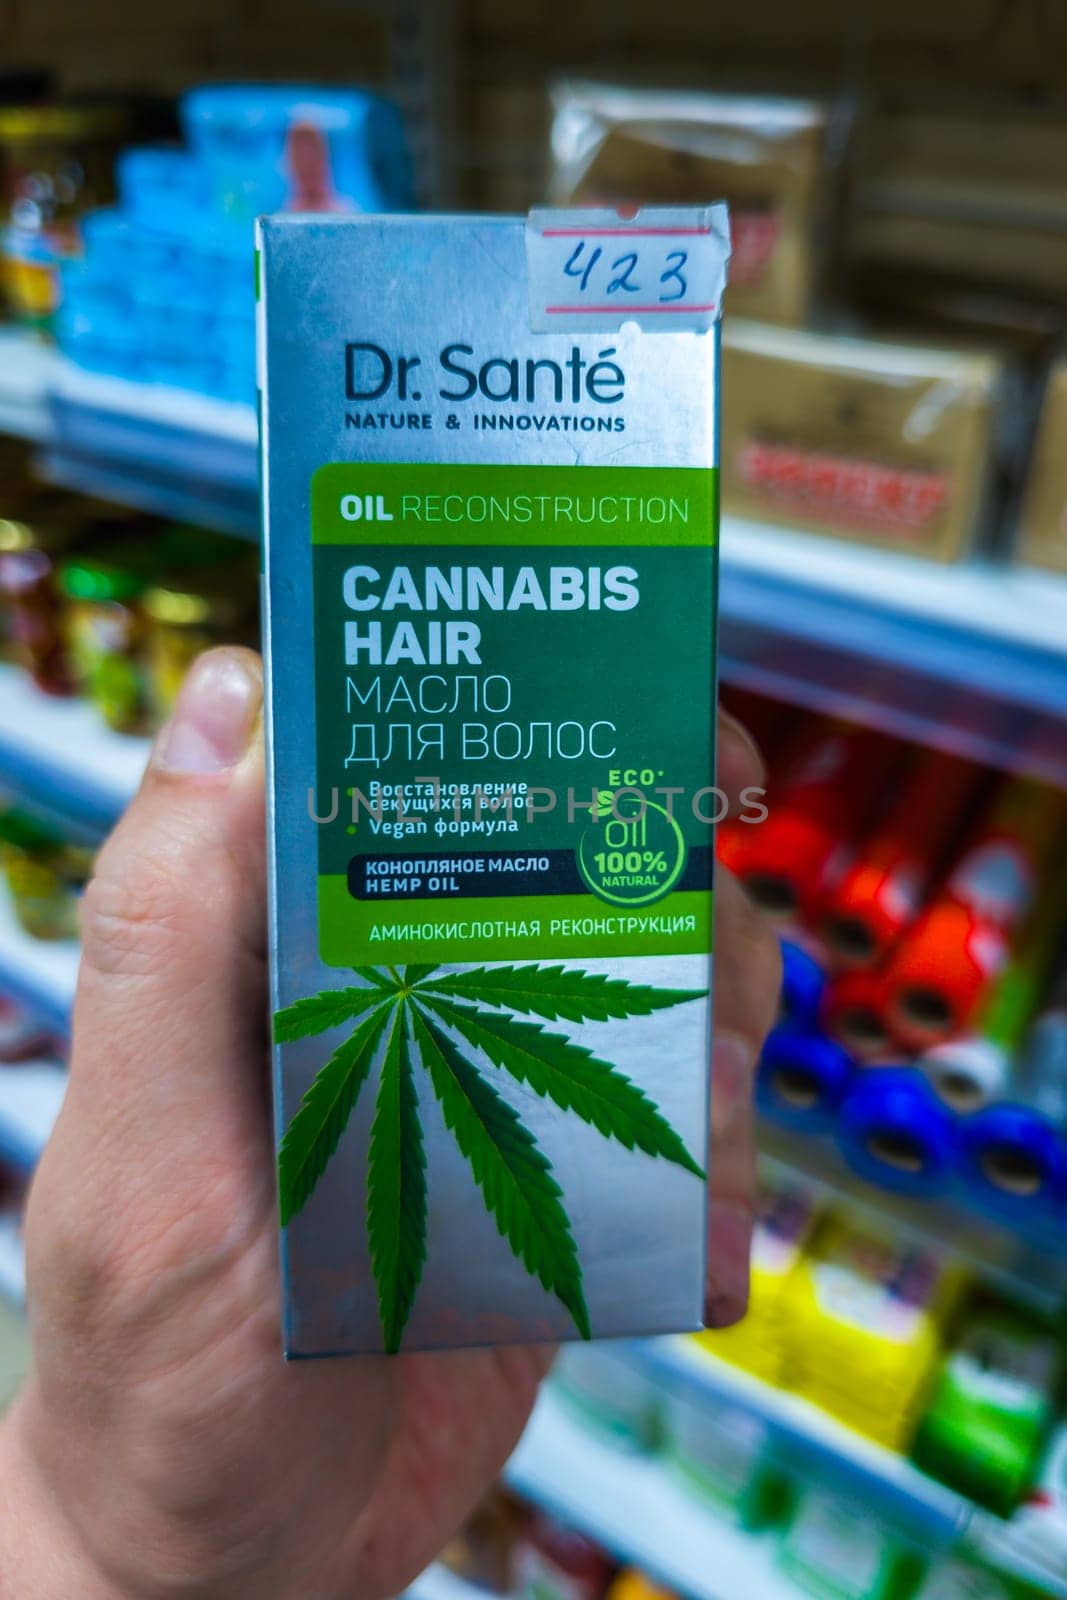 423
Dr. Santé
NATURE & INNOVATIONS
OIL RECONSTRUCTION
CANNABIS
HAIR
МАСЛО
ДЛЯ ВОЛОС
Восстановление
секущихся волос
Vegan формула
UNLIMPHOTOS
ECO*
oil
100%
NATURAL
КОНОПЛЯНОЕ МАСЛО
HEMP OIL
АМИНОКИСЛОТНАЯ РЕКОНСТРУКЦИЯ